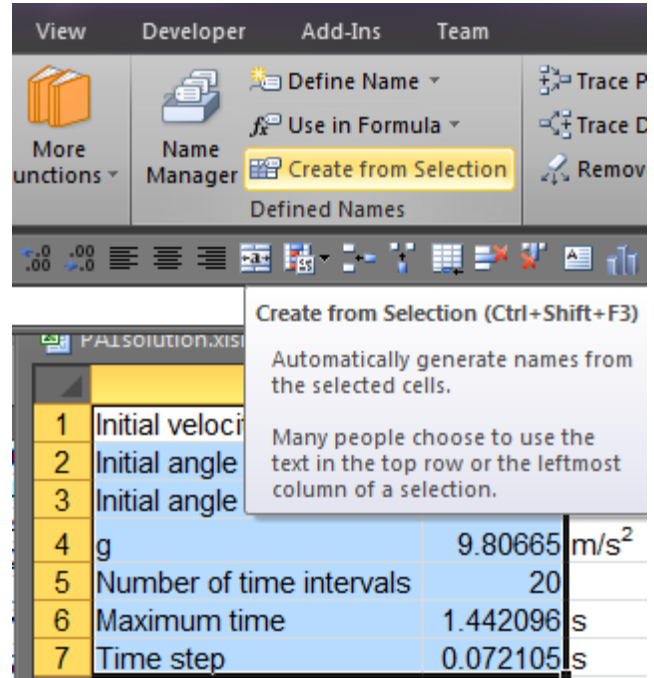 View Developer Add-Ins Team
Define Name
Trace P
fx Use in Formula
Trace D
More
unctions
Name
Manager
Create from Selection
Remov
Defined Names
Create from Selection (Ctrl+Shift+F3)
PA1solution.xls
Automatically generate names from
the selected cells.
Many people choose to use the
text in the top row or the leftmost
column of a selection.
1 Initial veloci
2 Initial angle
3 Initial angle
4 g 9.80665 m/s²
5 Number of time intervals 20
6 Maximum time 1.442096 s
7 Time step 0.072105 s